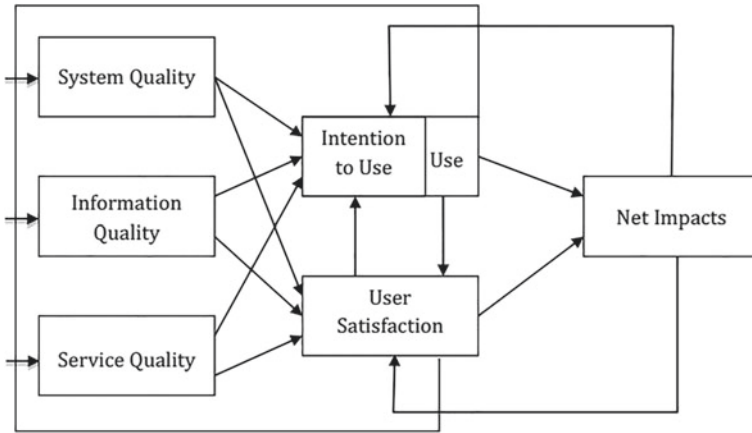 System Quality
Intention
to Use
Use
Information
Quality
Net Impacts
User
Satisfaction
Service Quality